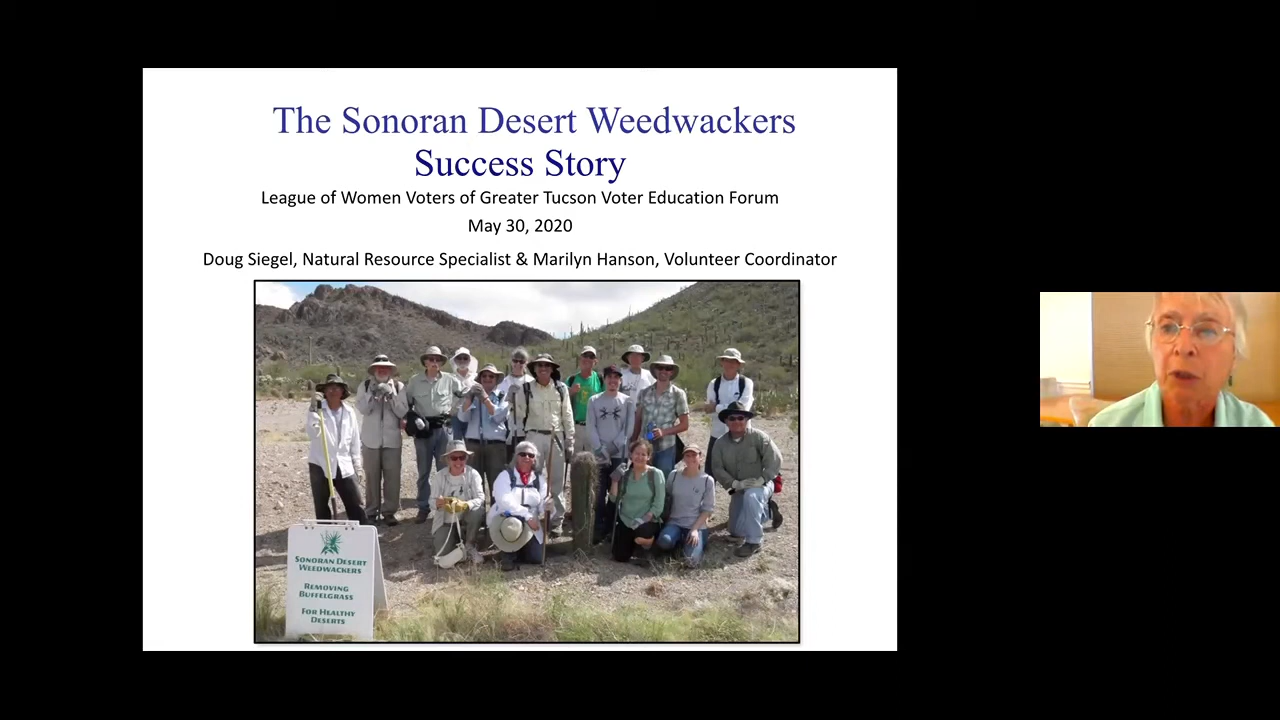 The Sonoran Desert Weedwackers
Success Story
League of Women Voters of Greater Tucson Voter Education Forum
May 30, 2020
Doug Siegel, Natural Resource Specialist & Marilyn Hanson, Volunteer Coordinator
SONORAN DESERT
WEEDWACKERS
REMOVING
BUFFELGRASS
FOR HEALTHY
DESERTS